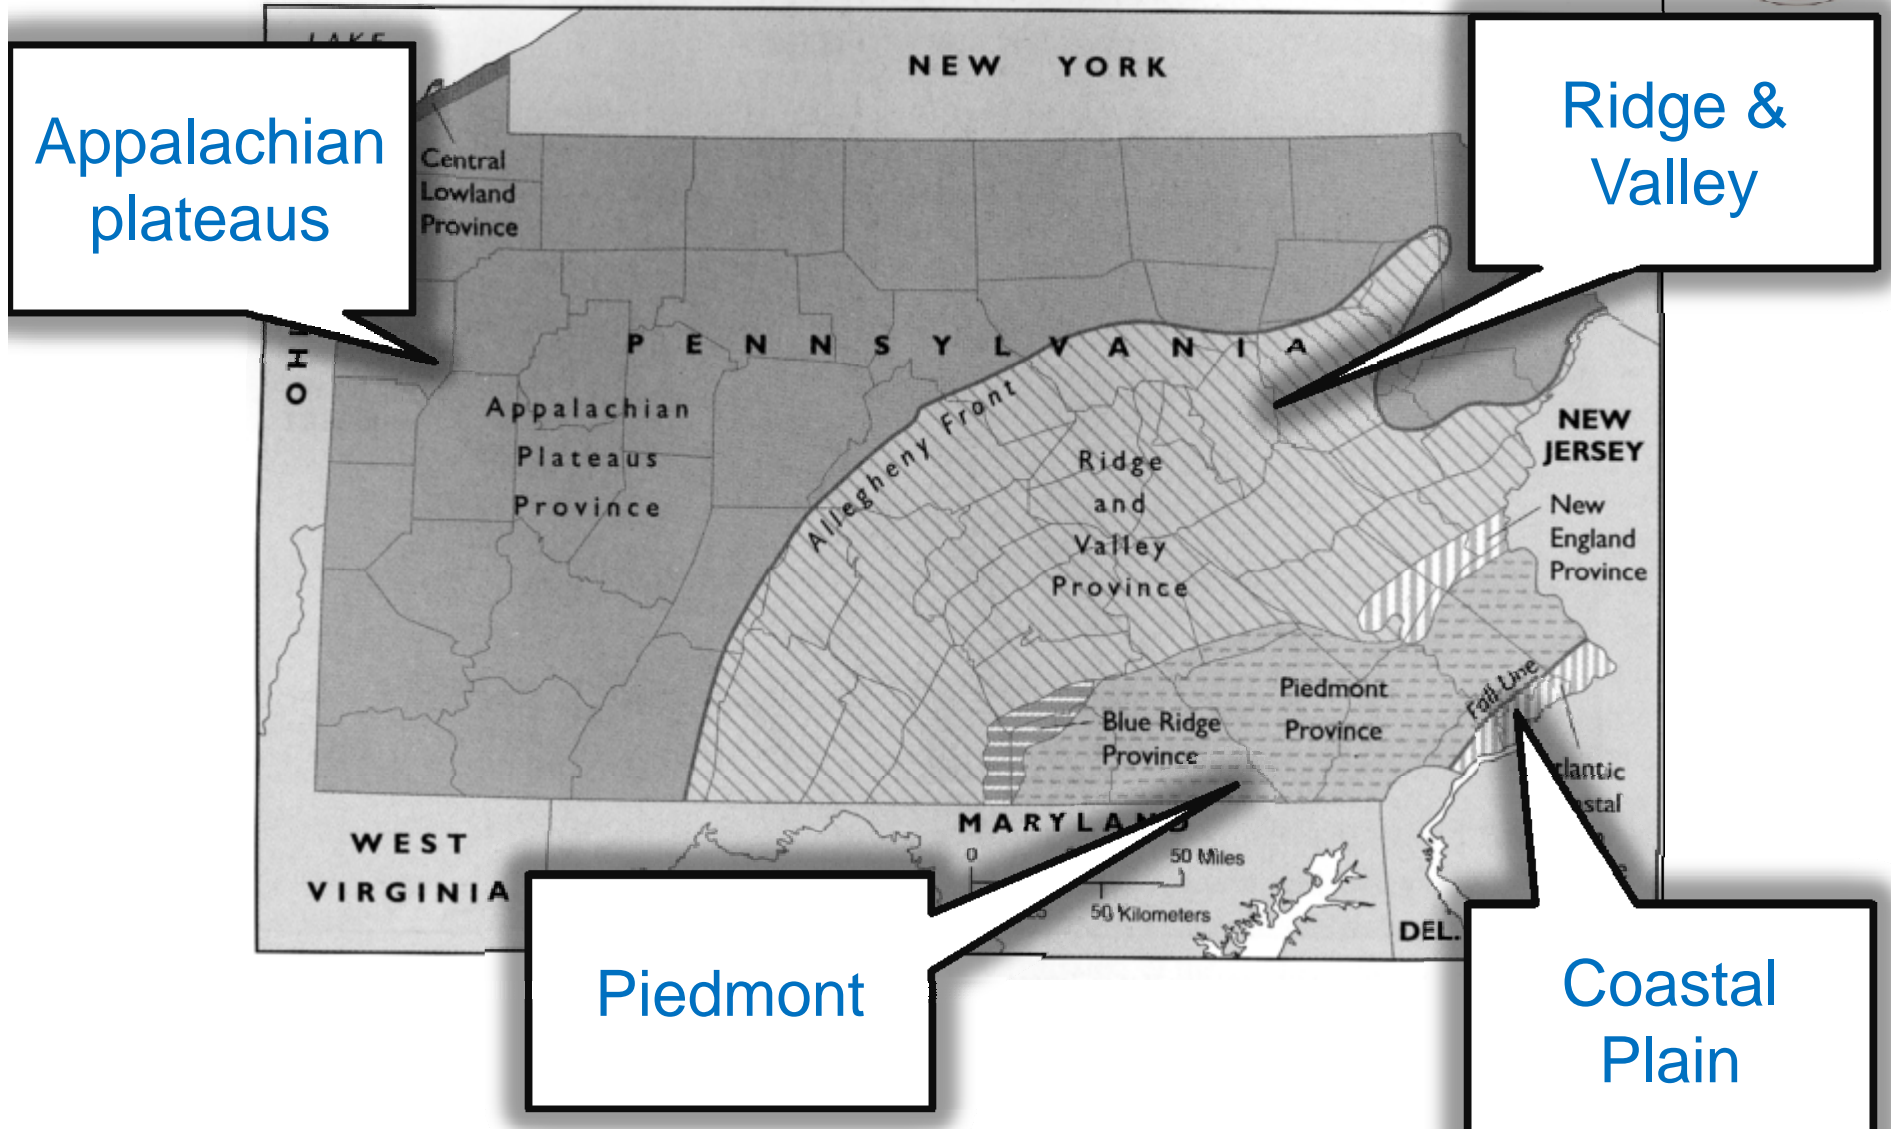 LAKE
NEW YORK
Appalachian
plateaus
Ridge &
Valley
Central
Lowland
Province
PENNSYLVANIA
Appalachian
Plateaus
Province
Allegheny Front
Ridge
and
Valley
Province
NEW
JERSEY
New
England
Province
Piedmont
Province
Fall Line
Blue Ridge
Province
MARYLAND
WEST
VIRGINIA
0
50 Miles
50 Kilometers
DEL.
Piedmont
Coastal
Plain